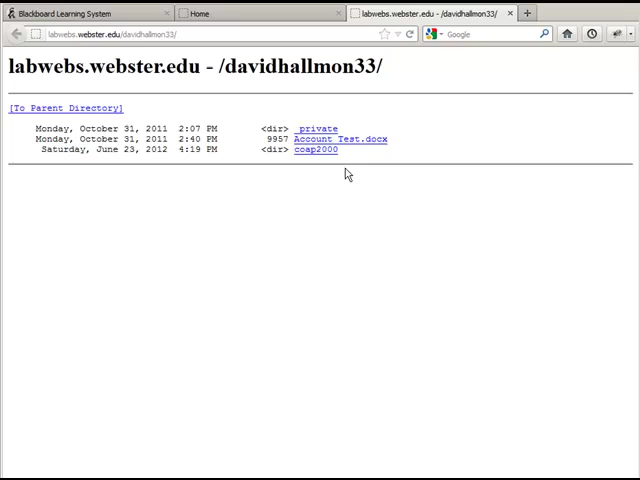 Blackboard Learning System × Home × labwebs.webster.edu - /davidhallmon33/ × +
labwebs.webster.edu/davidhallmon33/ Google
labwebs.webster.edu - /davidhallmon33/
[To Parent Directory]
Monday, October 31, 2011 2:07 PM <dir> _private
Monday, October 31, 2011 2:40 PM 9957 Account Test.docx
Saturday, June 23, 2012 4:19 PM <dir> coap2000